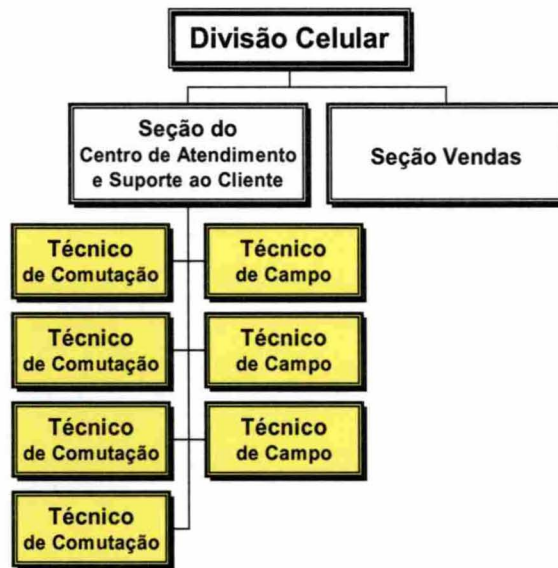 Divisão Celular
Seção do
Centro de Atendimento
e Suporte ao Cliente
Seção Vendas
Técnico
de Comutação
Técnico
de Campo
Técnico
de Comutação
Técnico
de Campo
Técnico
de Comutação
Técnico
de Campo
Técnico
de Comutação